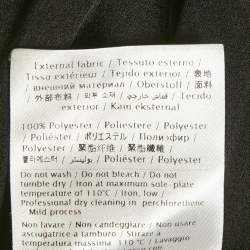 External fabric / Tessuto esterno /
Tissu extérieur / Tejido exterior / 表地
/ внешний материал / Oberstoff / 面料
/ 外部布料 / 외부 소재 / قماش خارجي / Tecido
exterior / Kain eksternal
100% Polyester / Poliestere / Polyester /
Poliéster / ポリエステル / Полиэфир /
Polyester / 聚酯纤维 / 聚酯纖維 /
폴리에스터 / بوليستر / Poliéster /
Polyester
Do not wash / Do not bleach / Do not
tumble dry / Iron at maximum sole-plate
temperature of 110°C / Iron, low /
Professional dry cleaning in perchlorethene
Mild process
Non lavare / Non candeggiare / Non usare
asciugatrice a tamburo / Stirare a
temperatura massima 110 °C / Lavaggio